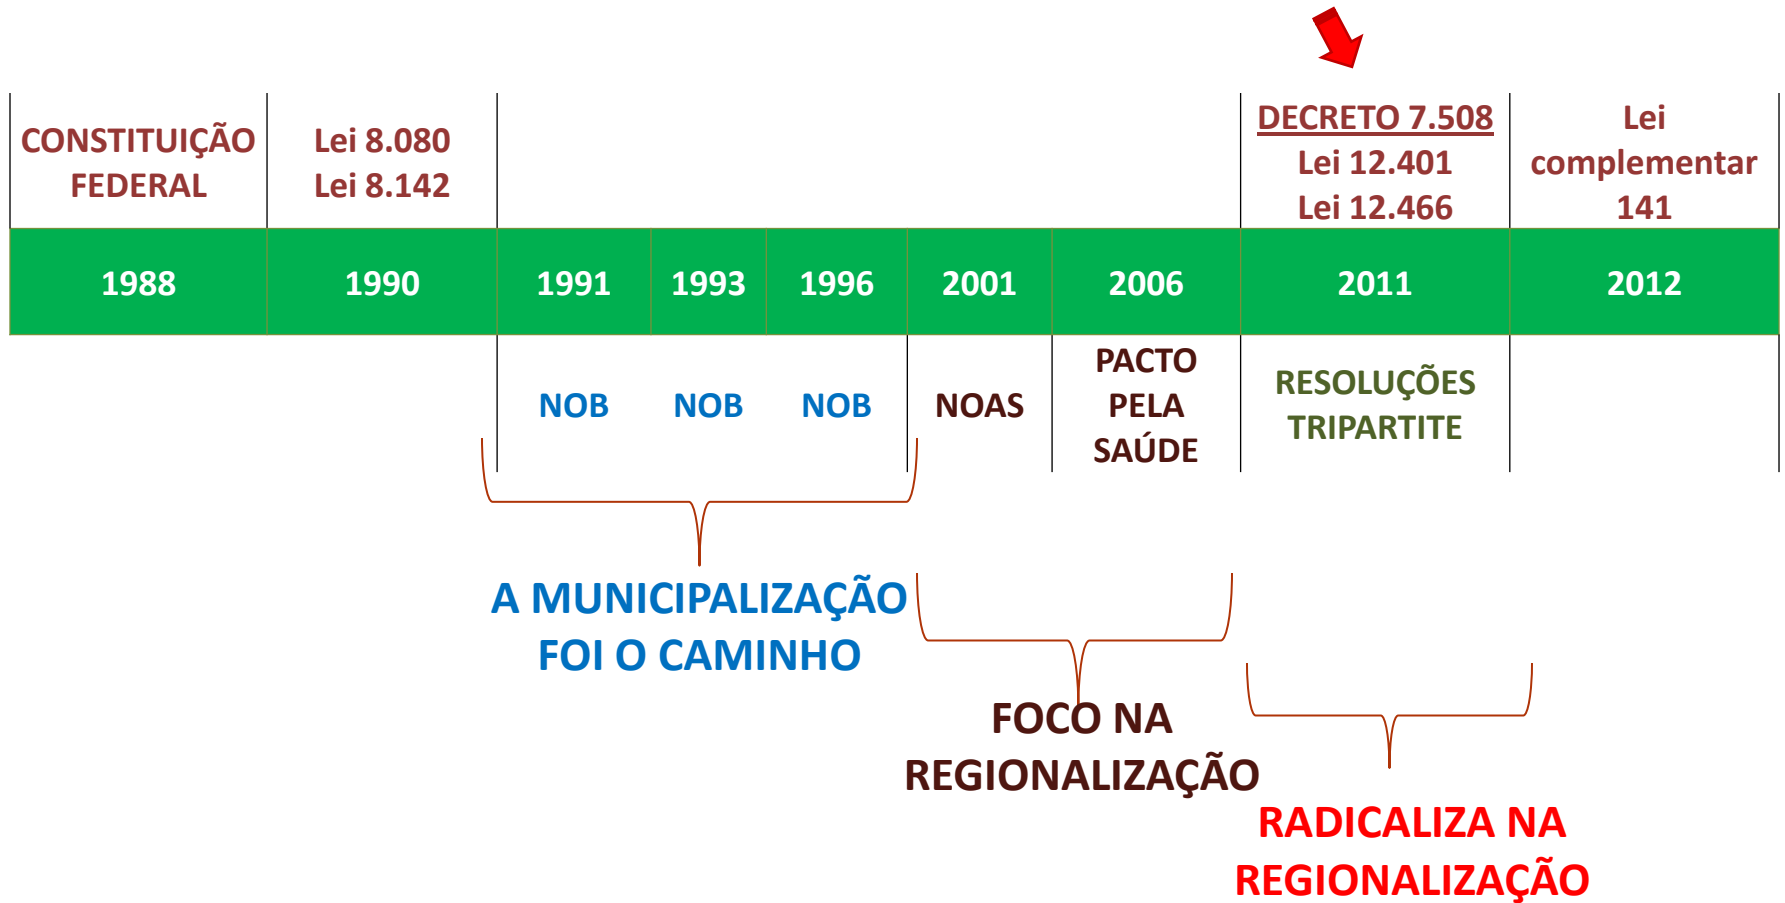 CONSTITUIÇÃO
FEDERAL
Lei 8.080
Lei 8.142
DECRETO 7.508
Lei 12.401
Lei 12.466
Lei
complementar
141
1988
1990
1991
1993
1996
2001
2006
2011
2012
NOB
NOB
NOB
NOAS
PACTO
PELA
SAÚDE
RESOLUÇÕES
TRIPARTITE
A MUNICIPALIZAÇÃO
FOI O CAMINHO
FOCO NA
REGIONALIZAÇÃO
RADICALIZA NA
REGIONALIZAÇÃO